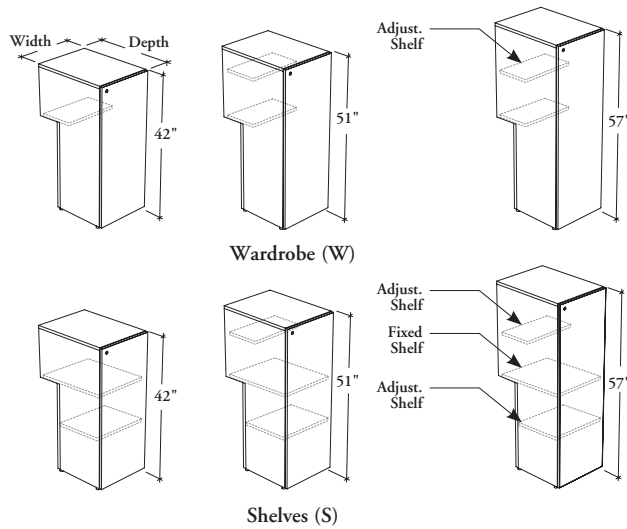 Width
Depth
42"
51"
Adjust.
Shelf
57"
Wardrobe (W)
42"
51"
Adjust.
Shelf
Fixed
Shelf
Adjust.
Shelf
57"
Shelves (S)